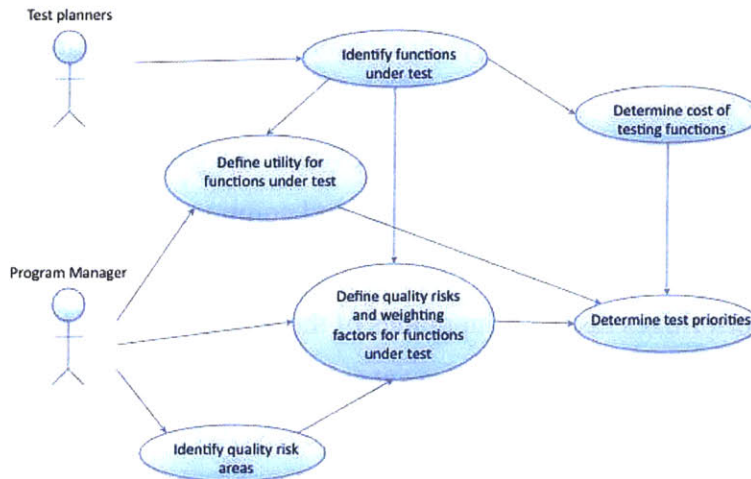 Test planners
Identify functions
under test
Determine cost of
testing functions
Define utility for
functions under test
Program Manager
Define quality risks
and weighting
factors for functions
under test
Determine test priorities
Identify quality risk
areas